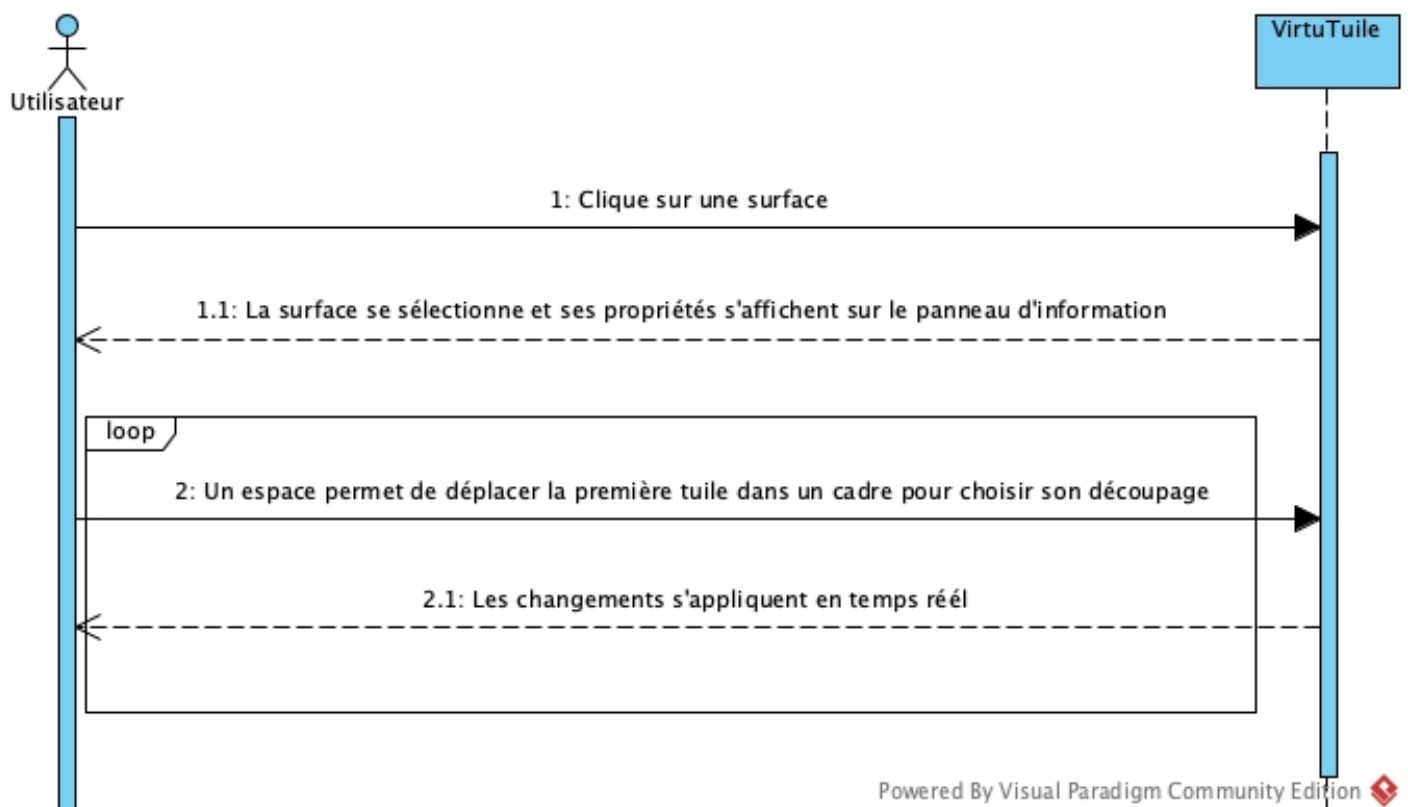 VirtuTuile
Utilisateur
1: Clique sur une surface
1.1: La surface se sélectionne et ses propriétés s'affichent sur le panneau d'information
loop
2: Un espace permet de déplacer la première tuile dans un cadre pour choisir son découpage
2.1: Les changements s'appliquent en temps réél
Powered By Visual Paradigm Community Edition